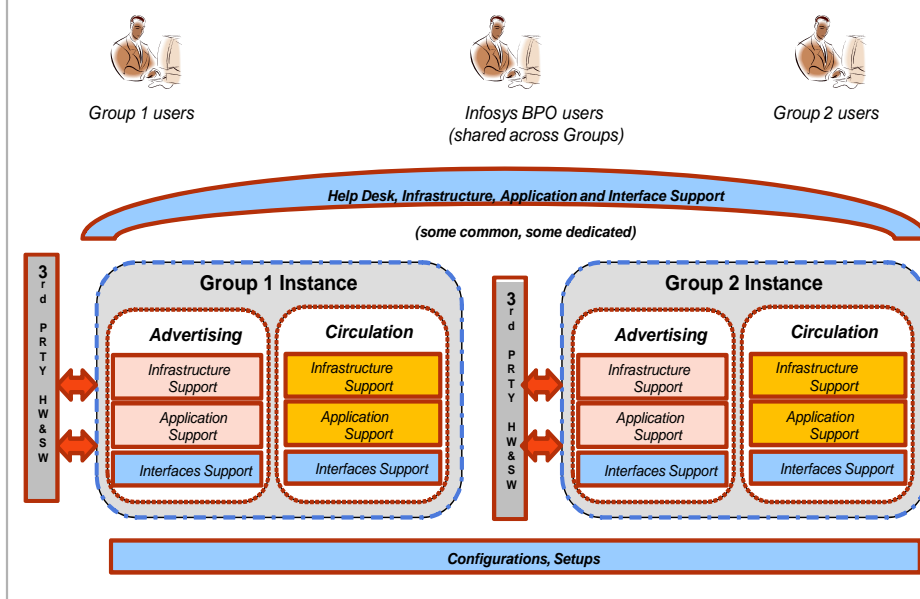 Group 1 users
Infosys BPO users
(shared across Groups)
Group 2 users
Help Desk, Infrastructure, Application and Interface Support
(some common, some dedicated)
3rd PRTY HW&SW
Group 1 Instance
Advertising
Infrastructure
Support
Application
Support
Interfaces Support
Circulation
Infrastructure
Support
Application
Support
Interfaces Support
3rd PRTY HW&SW
Group 2 Instance
Advertising
Infrastructure
Support
Application
Support
Interfaces Support
Circulation
Infrastructure
Support
Application
Support
Interfaces Support
Configurations, Setups